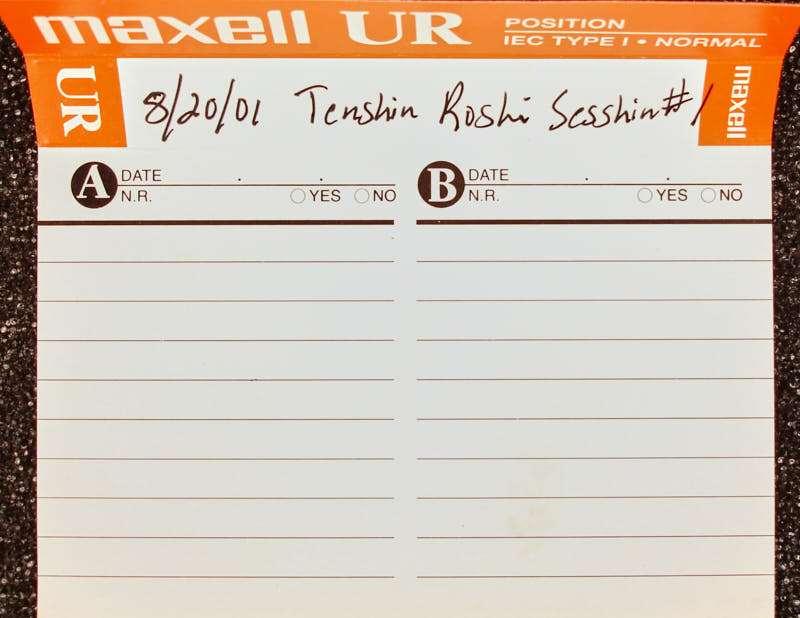 maxell UR POSITION
IEC TYPE I • NORMAL
UR 8/20/01 Tenshin Roshi Sesshin #1 maxell
A DATE . . B DATE . .
N.R. YES NO N.R. YES NO